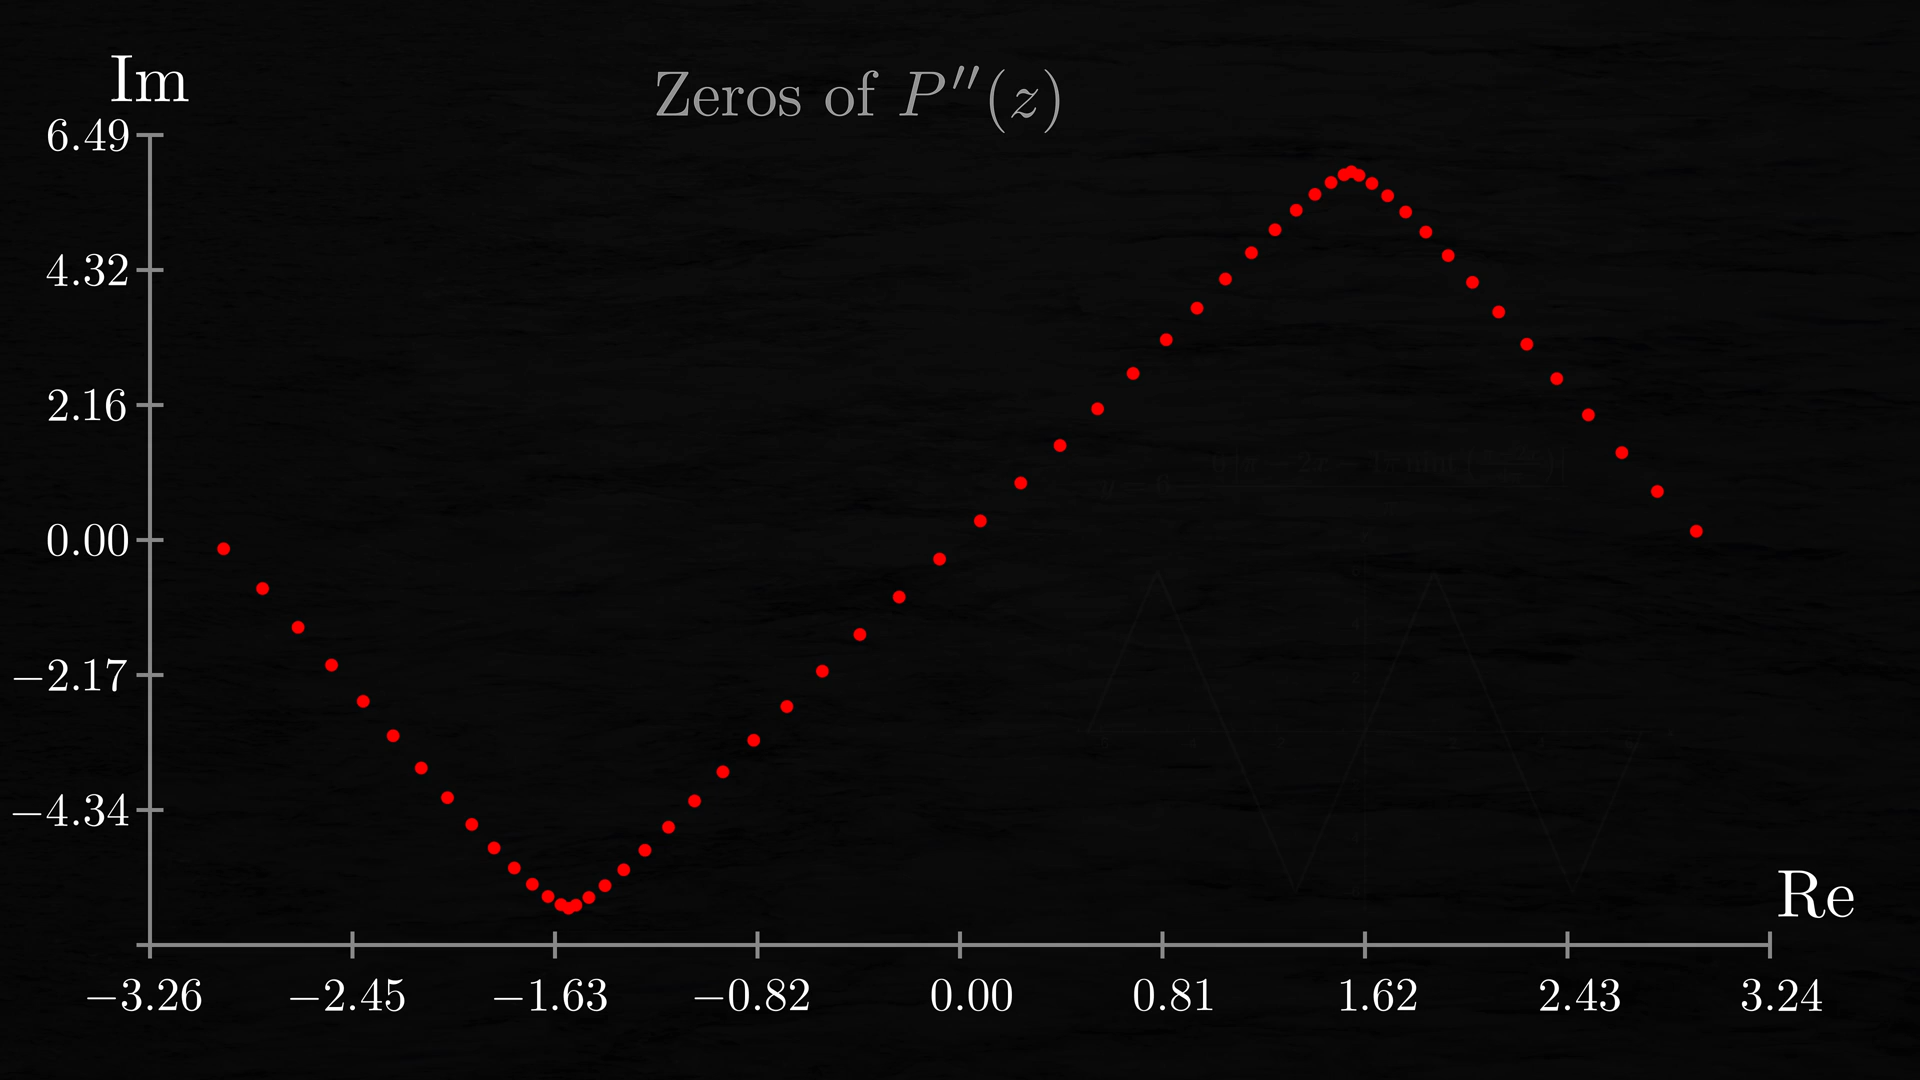 Im
Zeros of P''(z)
6.49
4.32
2.16
0.00
−2.17
−4.34
Re
−3.26 −2.45 −1.63 −0.82 0.00 0.81 1.62 2.43 3.24